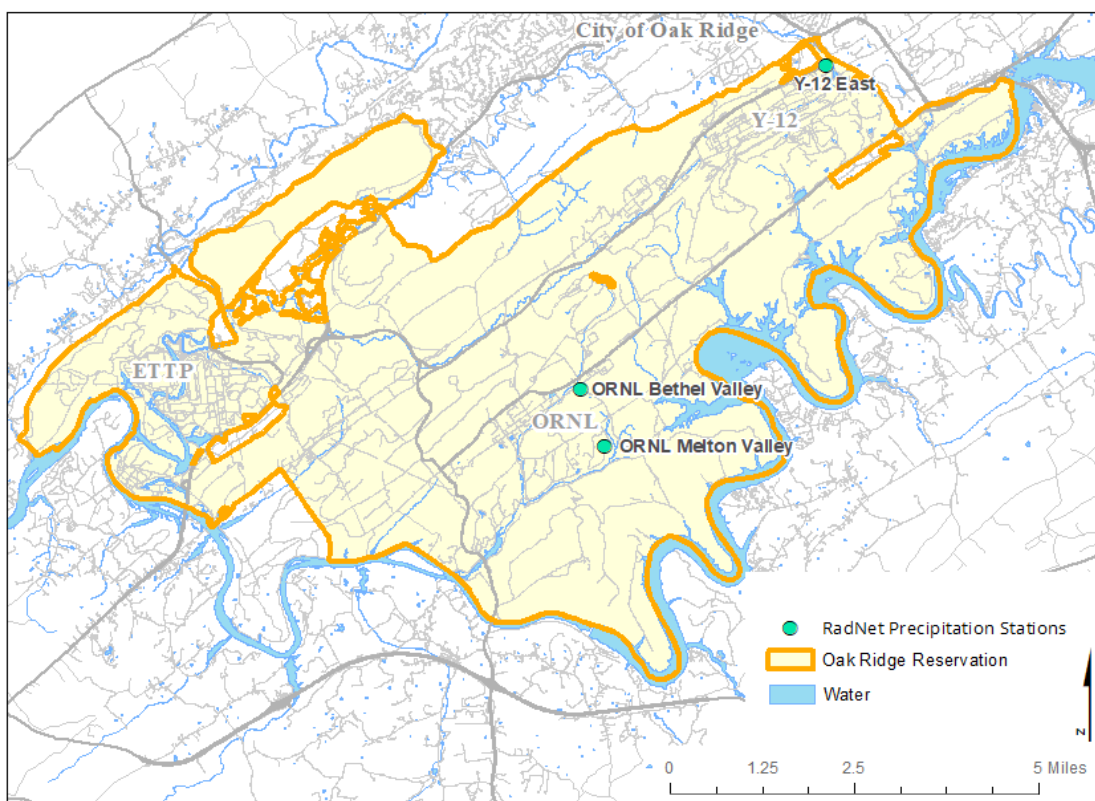 City of Oak Ridge
Y-12 East
Y-12
ETTP
ORNL Bethel Valley
ORNL
ORNL Melton Valley
RadNet Precipitation Stations
Oak Ridge Reservation
Water
N
0 1.25 2.5 5 Miles